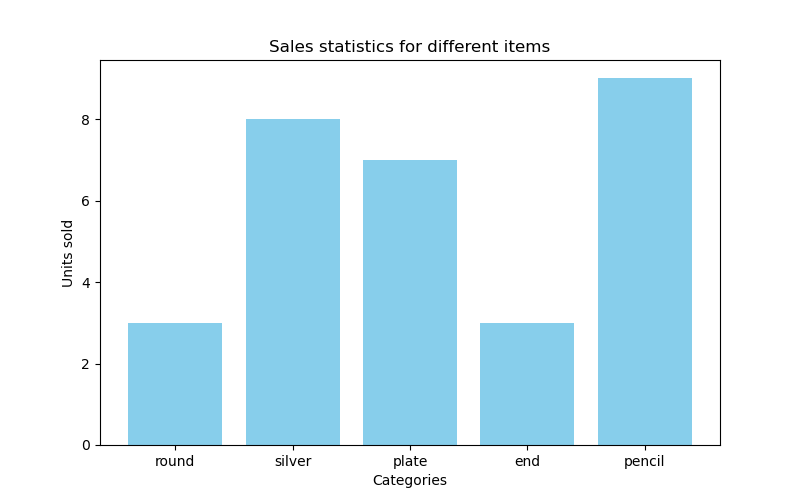 Sales statistics for different items
Units sold
8
6
4
2
0
round silver plate end pencil
Categories